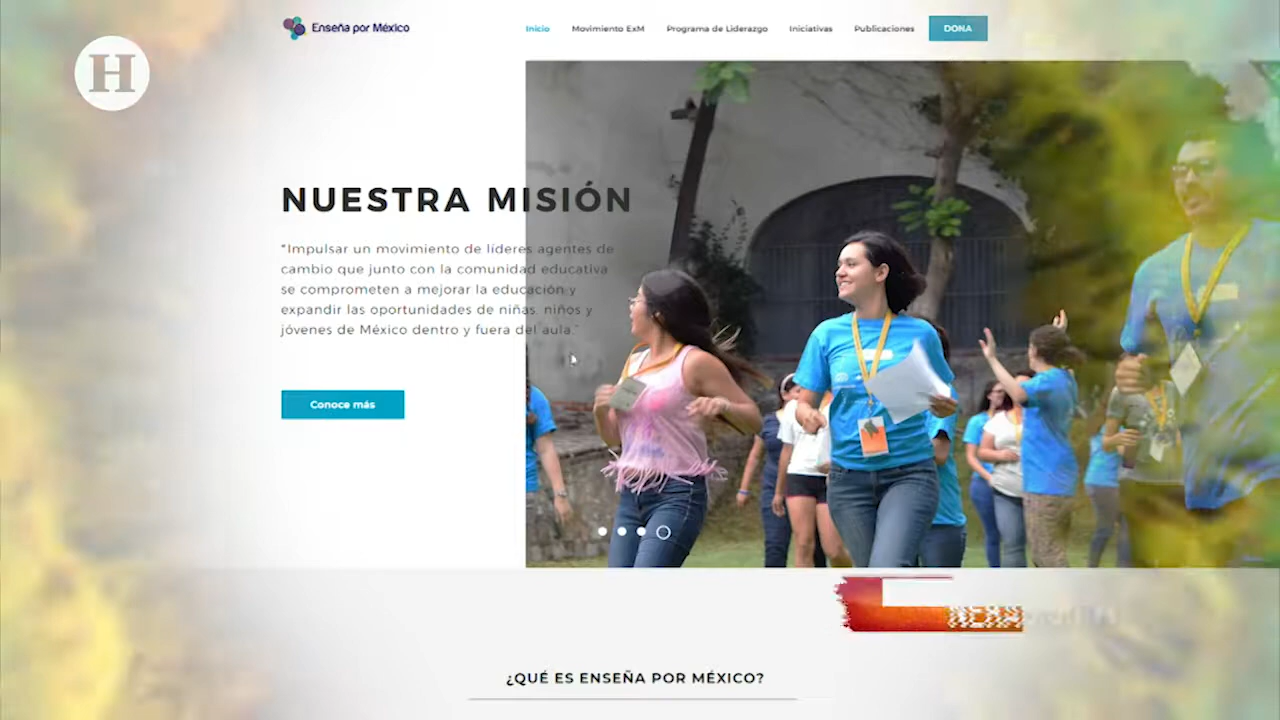 H
Enseña por México
Inicio Movimiento ExM Programa de Liderazgo Iniciativas Publicaciones DONA
NUESTRA MISIÓN
"Impulsar un movimiento de líderes agentes de
cambio que junto con la comunidad educativa
se comprometen a mejorar la educación y
expandir las oportunidades de niñas, niños y
jóvenes de México dentro y fuera del aula."
Conoce más
¿QUÉ ES ENSEÑA POR MÉXICO?